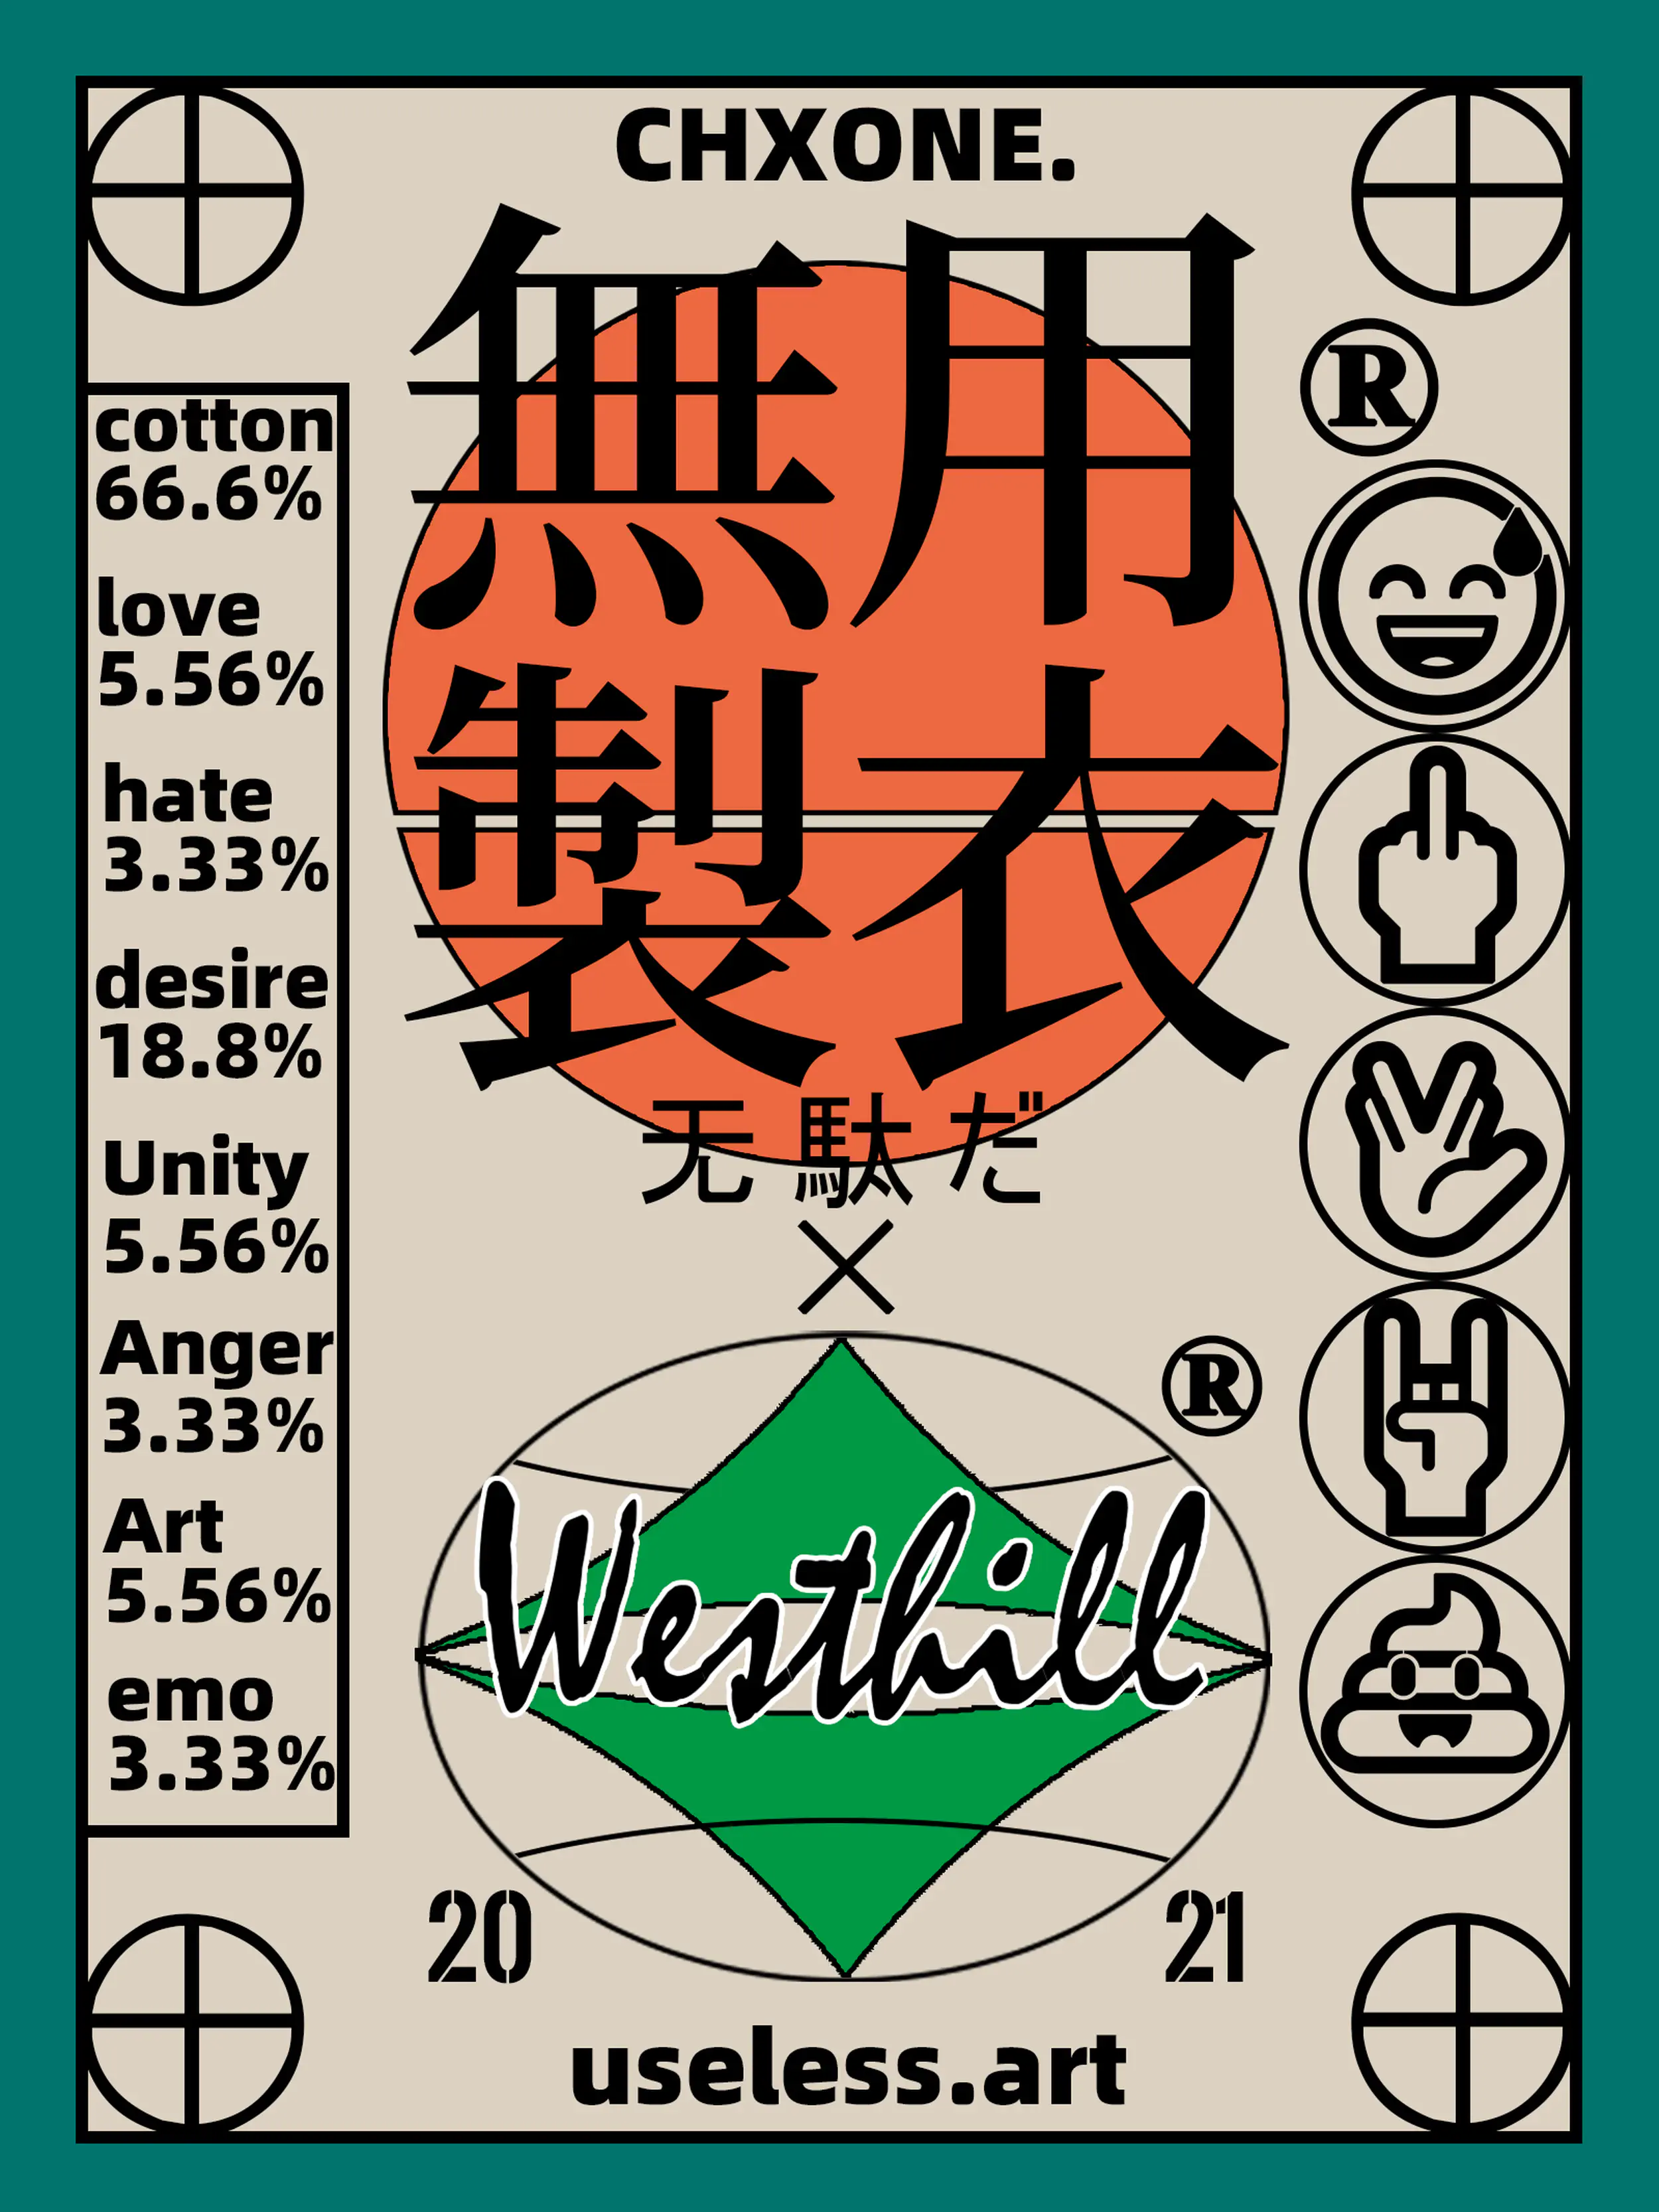 CHXONE.
無用
製衣
®
cotton
66.6%
love
5.56%
hate
3.33%
desire
18.8%
Unity
5.56%
Anger
3.33%
Art
5.56%
emo
3.33%
无駄だ
×
®
Westhill
20 21
useless.art